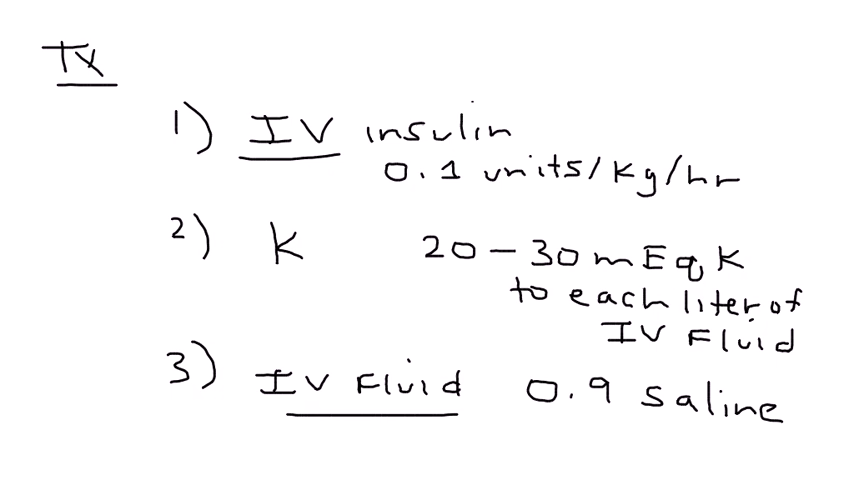 Tx
1) IV insulin
0.1 units/kg/hr
2) K 20-30 mEq K
to each liter of
IV Fluid
3) IV Fluid 0.9 saline